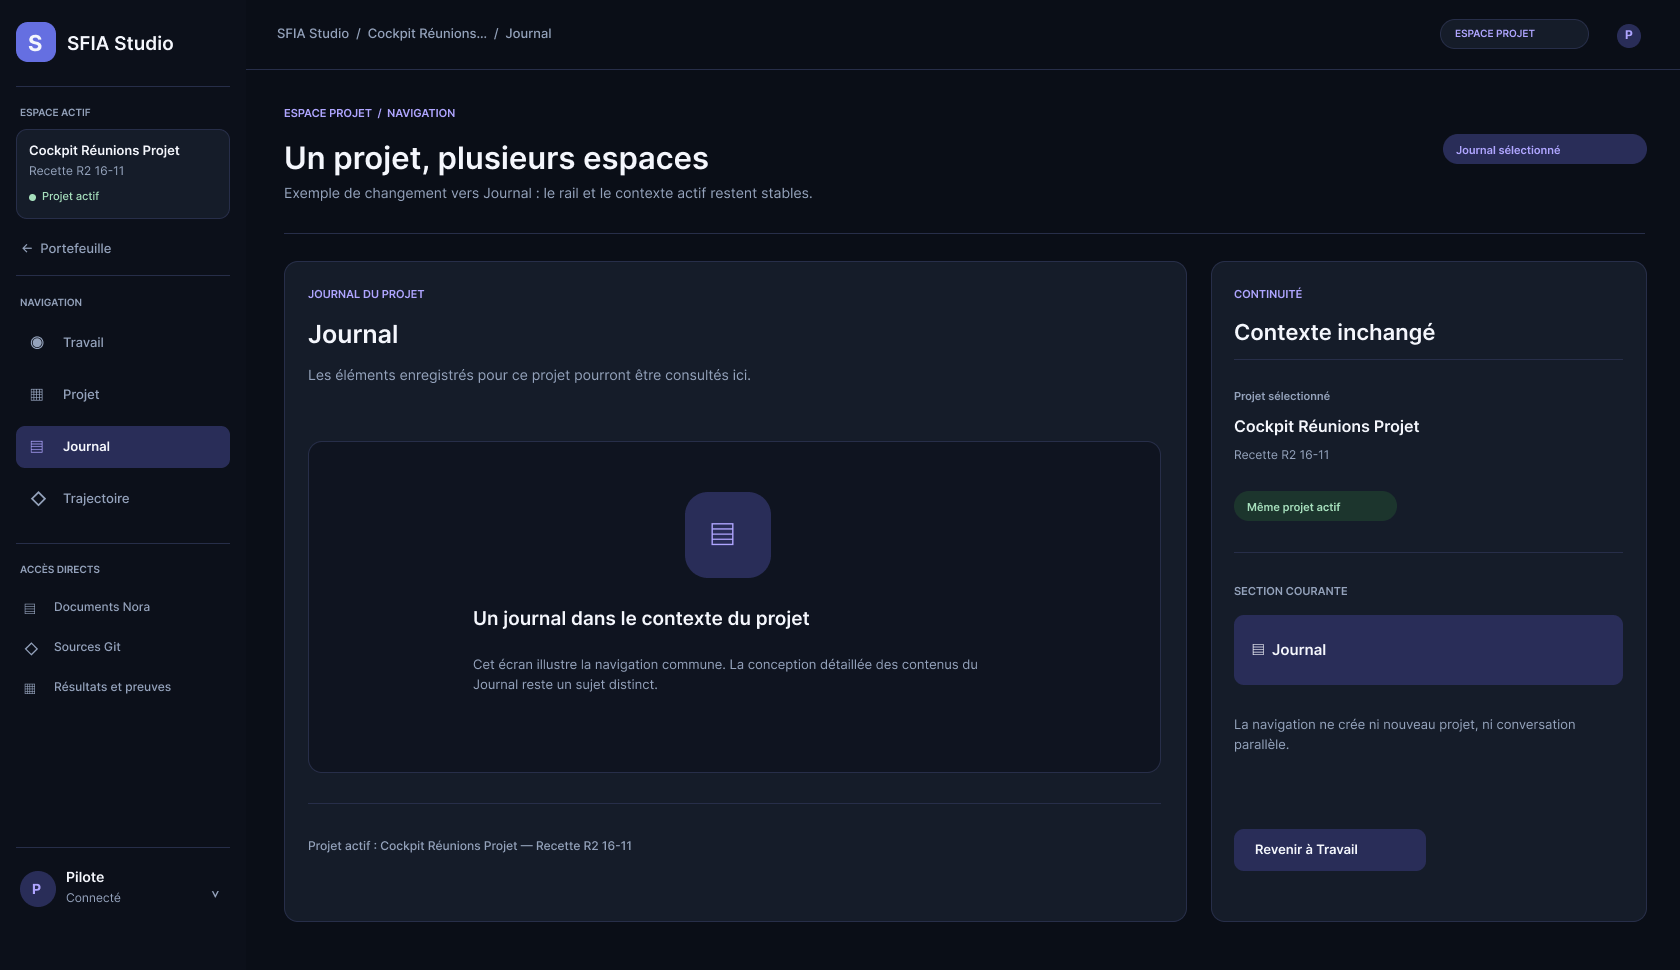 S SFIA Studio
ESPACE ACTIF
Cockpit Réunions Projet
Recette R2 16-11
Projet actif
← Portefeuille
NAVIGATION
Travail
Projet
Journal
Trajectoire
ACCÈS DIRECTS
Documents Nora
Sources Git
Résultats et preuves
P Pilote
Connecté
SFIA Studio / Cockpit Réunions... / Journal
ESPACE PROJET
P
ESPACE PROJET / NAVIGATION
Un projet, plusieurs espaces
Exemple de changement vers Journal : le rail et le contexte actif restent stables.
Journal sélectionné
JOURNAL DU PROJET
Journal
Les éléments enregistrés pour ce projet pourront être consultés ici.
Un journal dans le contexte du projet
Cet écran illustre la navigation commune. La conception détaillée des contenus du
Journal reste un sujet distinct.
Projet actif : Cockpit Réunions Projet — Recette R2 16-11
CONTINUITÉ
Contexte inchangé
Projet sélectionné
Cockpit Réunions Projet
Recette R2 16-11
Même projet actif
SECTION COURANTE
Journal
La navigation ne crée ni nouveau projet, ni conversation
parallèle.
Revenir à Travail